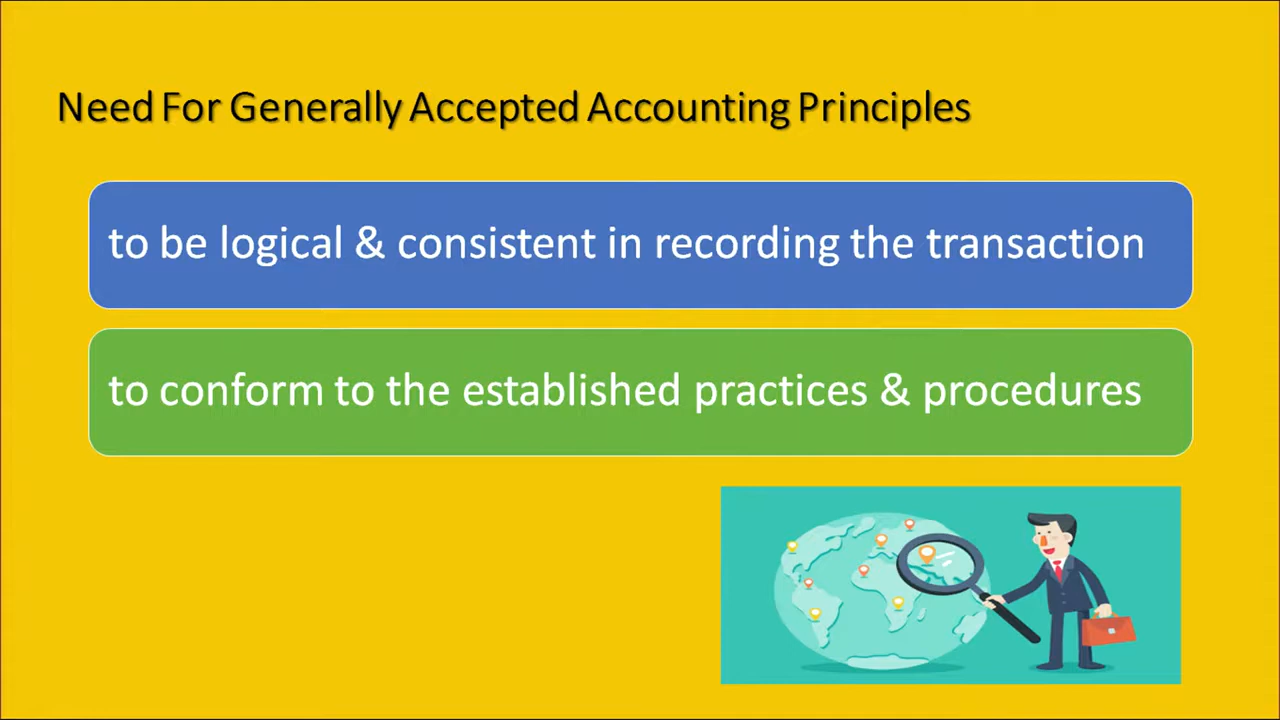 Need For Generally Accepted Accounting Principles
to be logical & consistent in recording the transaction
to conform to the established practices & procedures